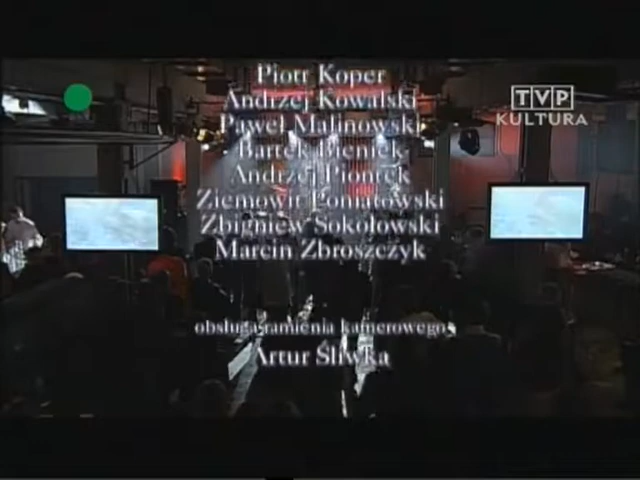 Piotr Koper
Andrzej Kowalski
Paweł Malinowski
Bartek Bieniek
Andrzej Pionrek
Ziemowit Poniatowski
Zbigniew Sokołowski
Marcin Zbroszczyk
obsługa ramienia kamerowego
Artur Śliwka
TVP
KULTURA